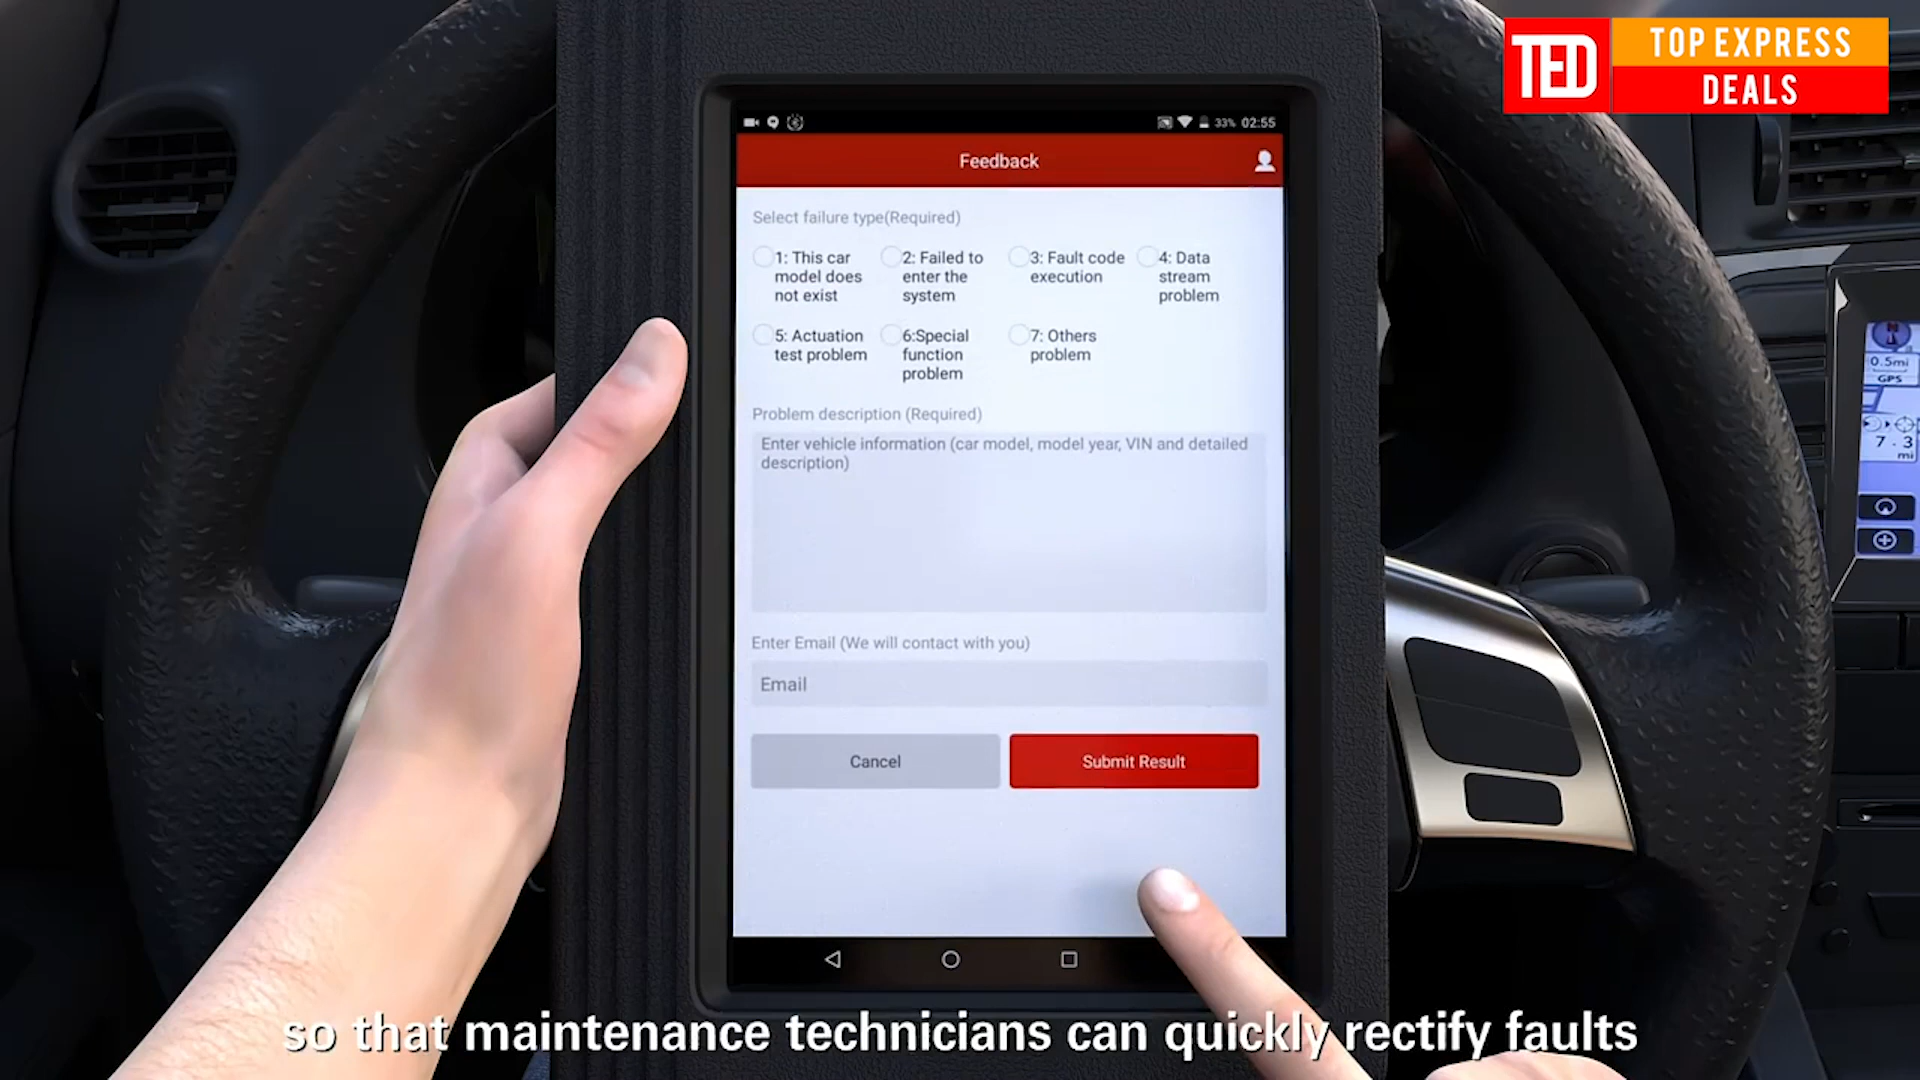 TED
TOP EXPRESS
DEALS
33% 02:55
Feedback
Select failure type(Required)
1: This car
model does
not exist
2: Failed to
enter the
system
3: Fault code
execution
4: Data
stream
problem
5: Actuation
test problem
6:Special
function
problem
7: Others
problem
Problem description (Required)
Enter vehicle information (car model, model year, VIN and detailed
description)
Enter Email (We will contact with you)
Email
Cancel
Submit Result
N
0.5mi
GPS
7.3
mi
so that maintenance technicians can quickly rectify faults